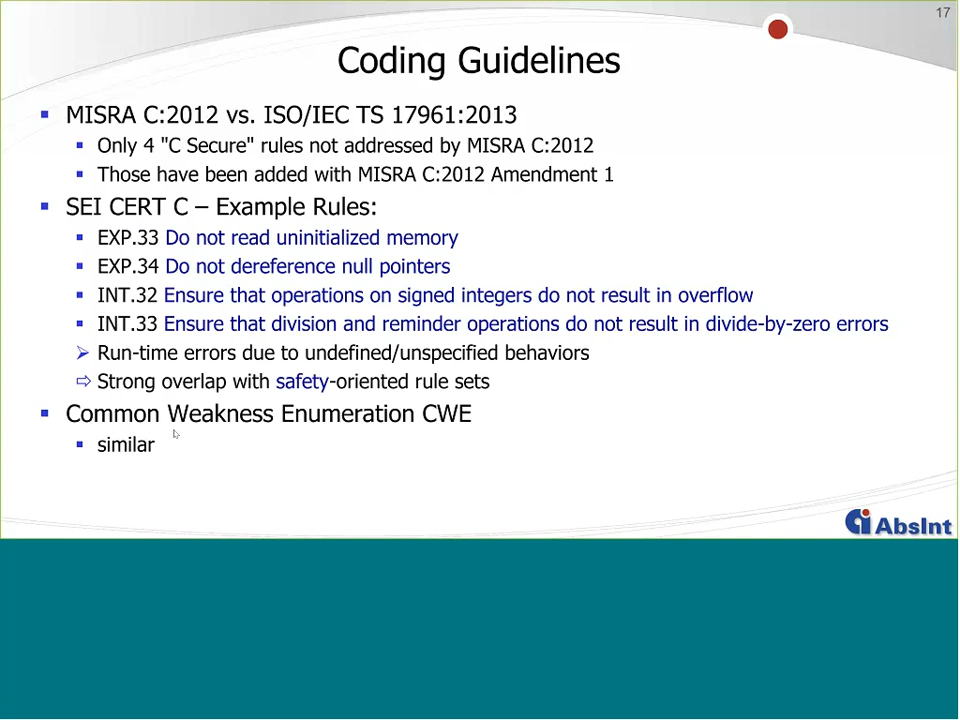 17
Coding Guidelines
MISRA C:2012 vs. ISO/IEC TS 17961:2013
Only 4 "C Secure" rules not addressed by MISRA C:2012
Those have been added with MISRA C:2012 Amendment 1
SEI CERT C – Example Rules:
EXP.33 Do not read uninitialized memory
EXP.34 Do not dereference null pointers
INT.32 Ensure that operations on signed integers do not result in overflow
INT.33 Ensure that division and reminder operations do not result in divide-by-zero errors
Run-time errors due to undefined/unspecified behaviors
Strong overlap with safety-oriented rule sets
Common Weakness Enumeration CWE
similar
AbsInt